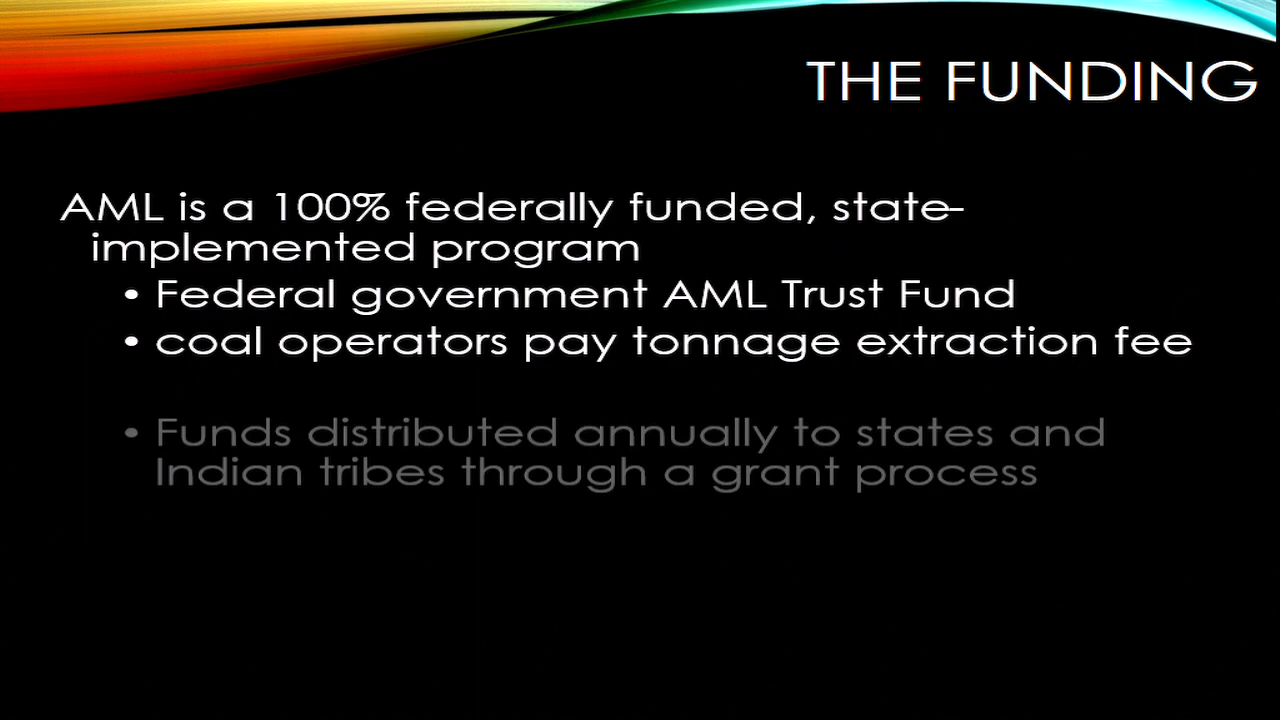 THE FUNDING
AML is a 100% federally funded, state-
implemented program
• Federal government AML Trust Fund
• coal operators pay tonnage extraction fee
• Funds distributed annually to states and
Indian tribes through a grant process